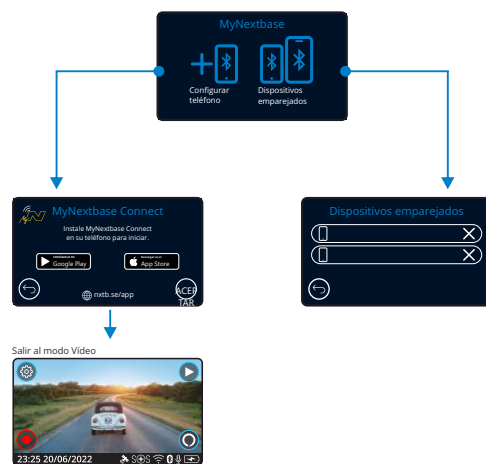 MyNextbase
Configurar
teléfono
Dispositivos
emparejados
MyNextbase Connect
Instale MyNextbase Connect
en su teléfono para iniciar.
Google Play
App Store
nxtb.se/app
ACEP
TAR
Dispositivos emparejados
Salir al modo Vídeo
23:25 20/06/2022
SOS